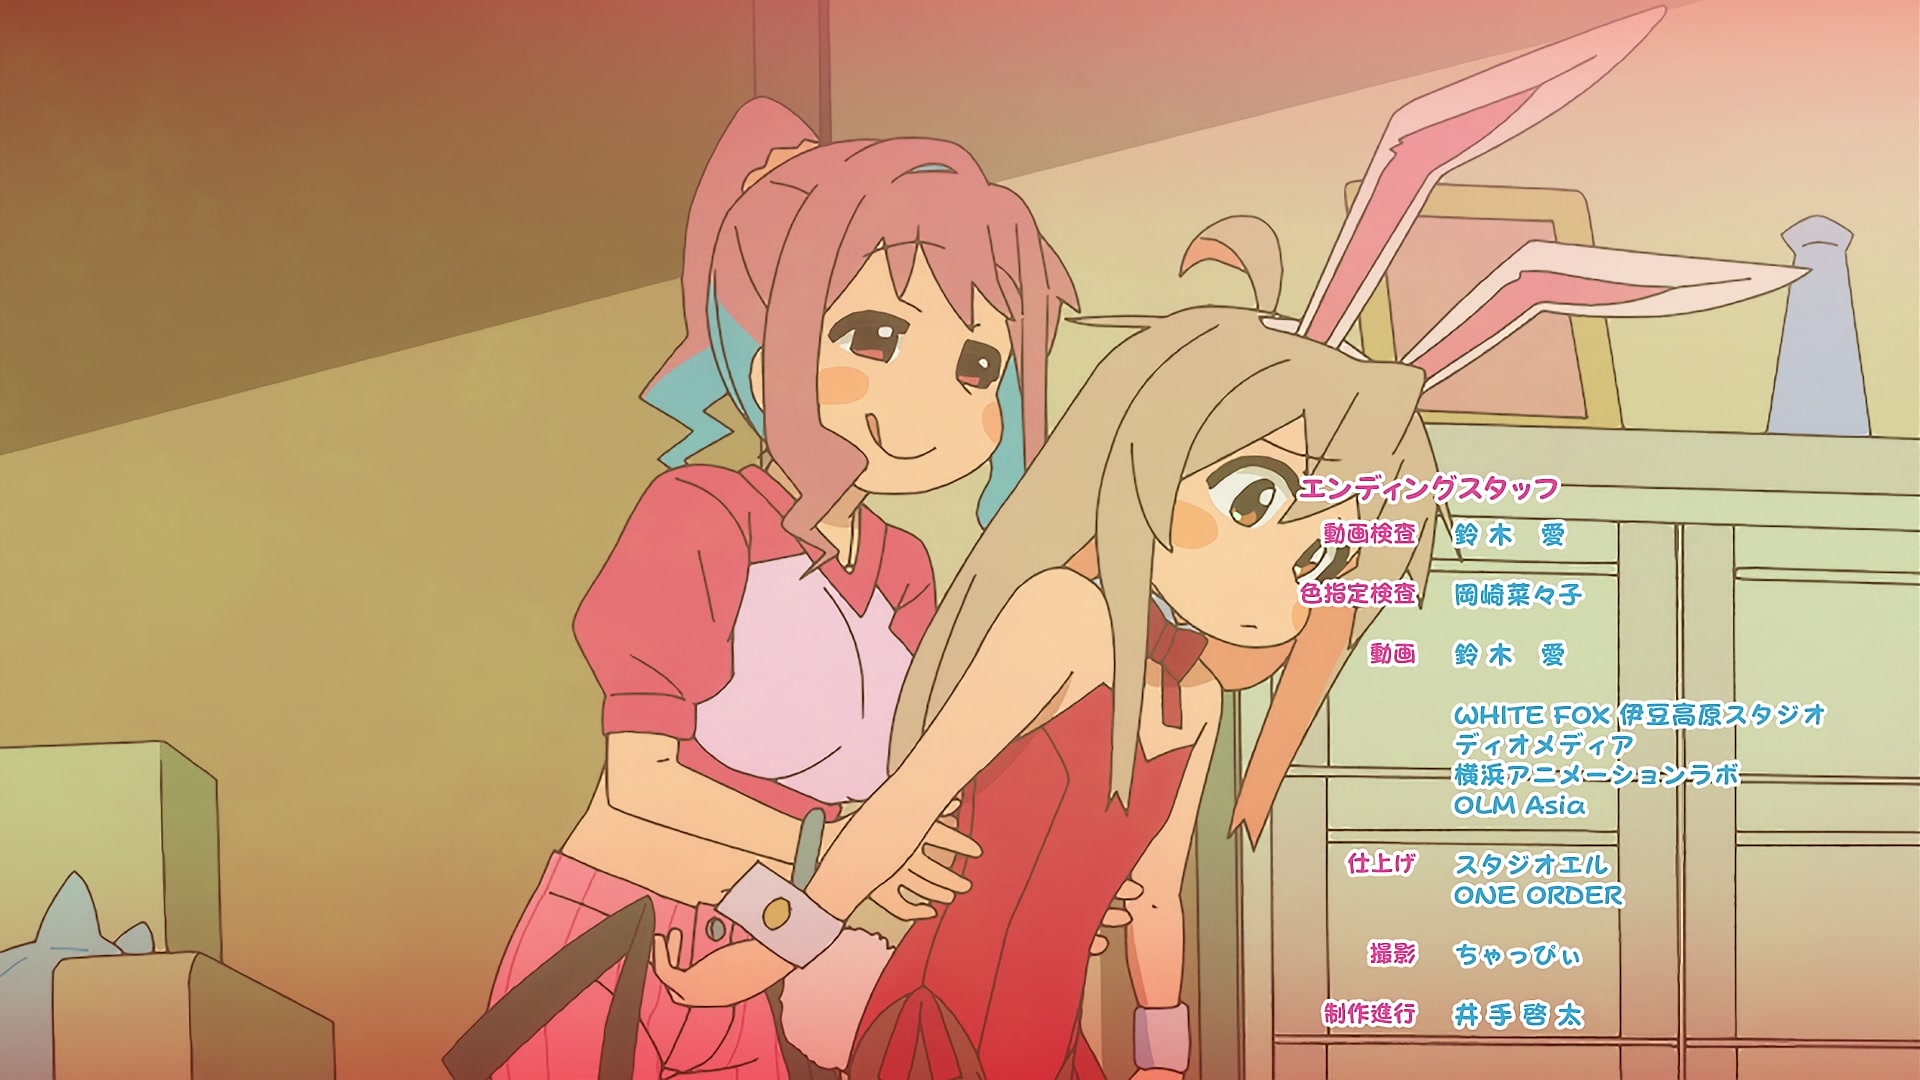 エンディングスタッフ
動画検査 鈴木 愛
色指定検査 岡崎菜々子
動画 鈴木 愛
WHITE FOX 伊豆高原スタジオ
ディオメディア
横浜アニメーションラボ
OLM Asia
仕上げ スタジオエル
ONE ORDER
撮影 ちゃっぴぃ
制作進行 井手啓太